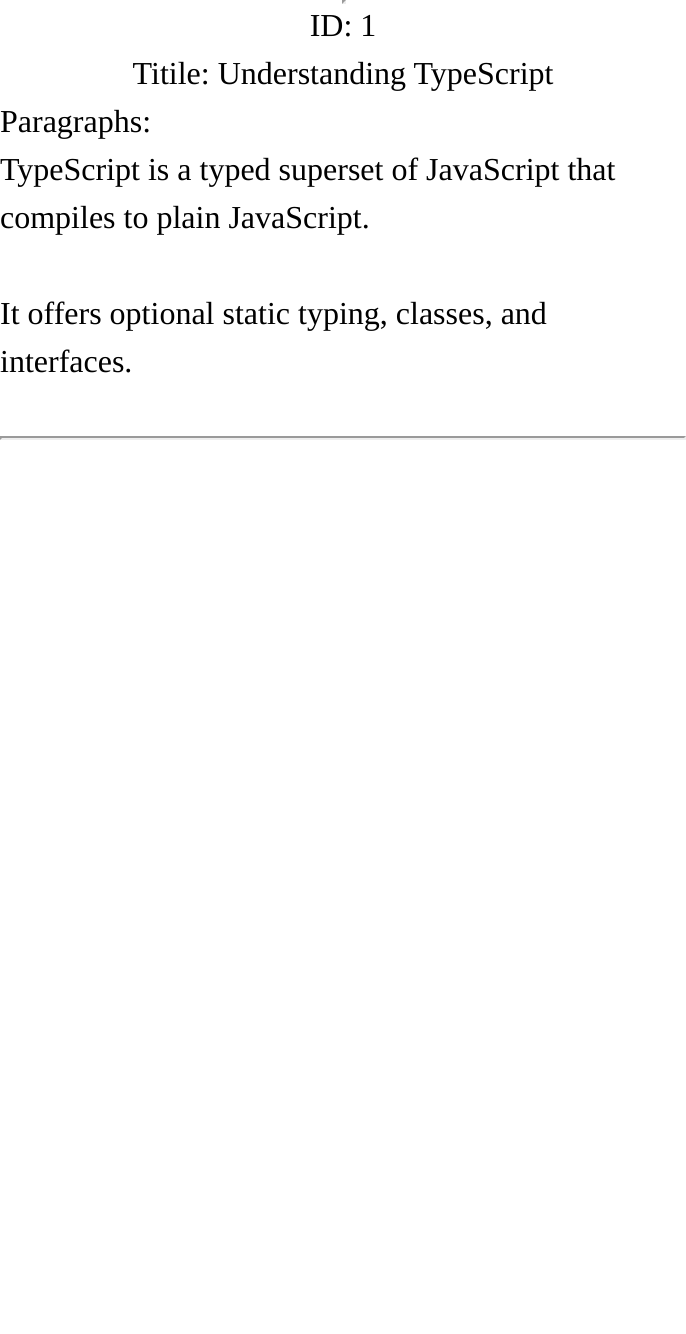 ID: 1
Titile: Understanding TypeScript
Paragraphs:
TypeScript is a typed superset of JavaScript that
compiles to plain JavaScript.
It offers optional static typing, classes, and
interfaces.